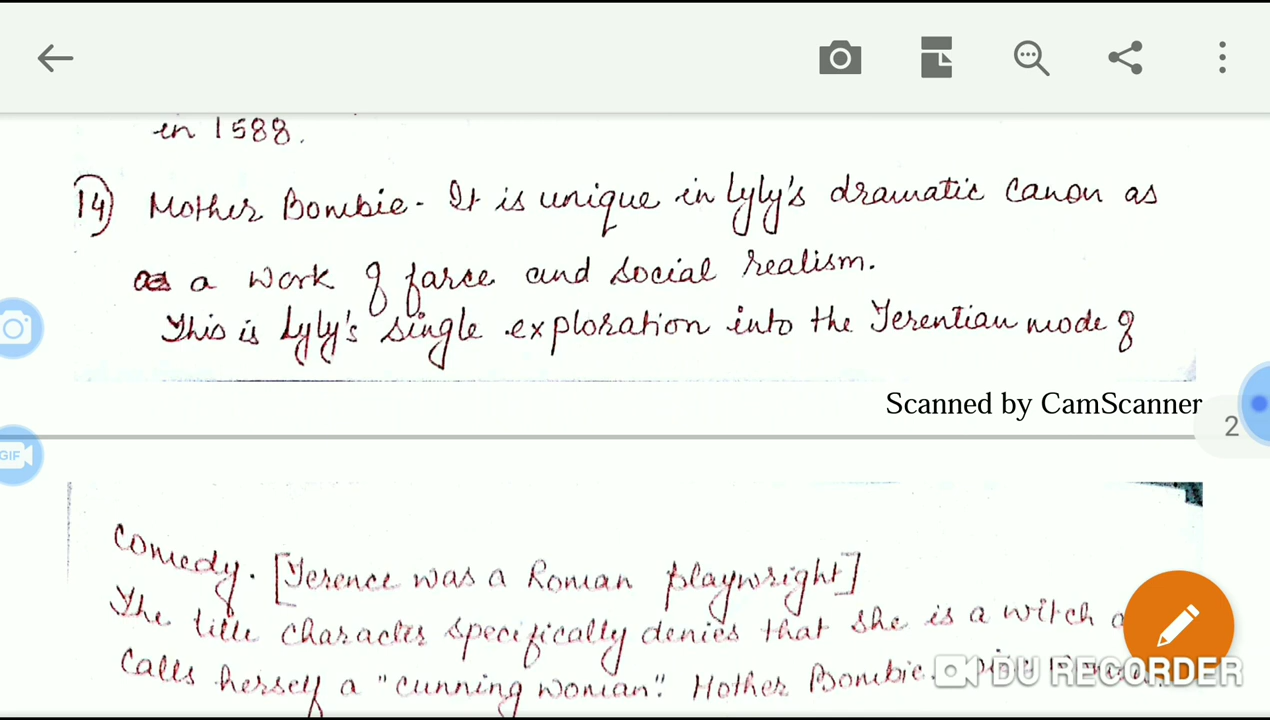 in 1588.
14) Mother Bombie - It is unique in Lyly's dramatic canon as
a work of farce and social realism.
This is Lyly's single exploration into the Terentian mode of
Scanned by CamScanner
2
GIF
Comedy. [Terence was a Roman playwright]
The title character specifically denies that she is a witch
calls herself a "cunning woman". Mother Bombie.
DU RECORDER